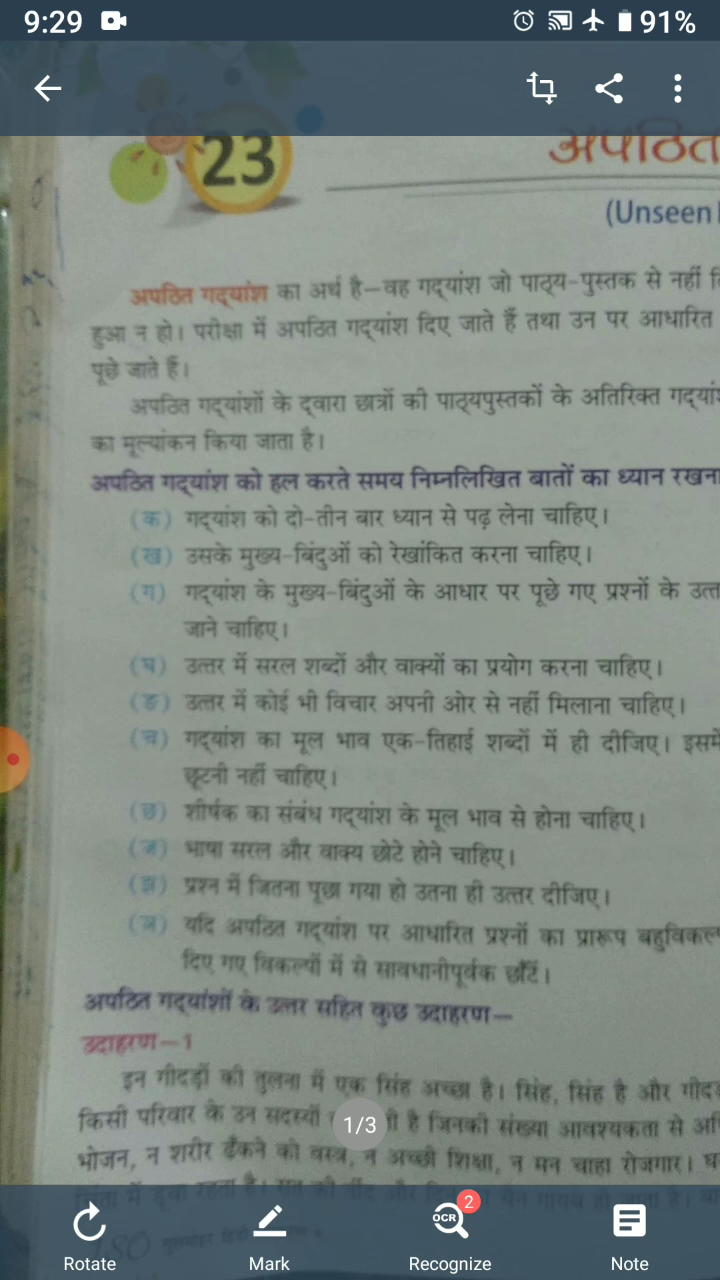 9:29
91%
23
अपठित
(Unseen
अपठित गद्यांश का अर्थ है—वह गद्यांश जो पाठ्य-पुस्तक से नहीं
हुआ न हो। परीक्षा में अपठित गद्यांश दिए जाते हैं तथा उन पर आधारित
पूछे जाते हैं।
अपठित गद्यांशों के द्वारा छात्रों की पाठ्यपुस्तकों के अतिरिक्त
का मूल्यांकन किया जाता है।
अपठित गद्यांश को हल करते समय निम्नलिखित बातों का ध्यान रखना
(क) गद्यांश को दो-तीन बार ध्यान से पढ़ लेना चाहिए।
(ख) उसके मुख्य-बिंदुओं को रेखांकित करना चाहिए।
(ग) गद्यांश के मुख्य-बिंदुओं के आधार पर पूछे गए प्रश्नों के
जाने चाहिए।
(घ) उत्तर में सरल शब्दों और वाक्यों का प्रयोग करना चाहिए।
(ङ) उत्तर में कोई भी विचार अपनी ओर से नहीं मिलाना चाहिए।
(च) गद्यांश का मूल भाव एक-तिहाई शब्दों में ही दीजिए। इसमें
छूटनी नहीं चाहिए।
(छ) शीर्षक का संबंध गद्यांश के मूल भाव से होना चाहिए।
(ज) भाषा सरल और वाक्य छोटे होने चाहिए।
(झ) प्रश्न में जितना पूछा गया हो उतना ही उत्तर दीजिए।
(ञ) यदि अपठित गद्यांश पर आधारित प्रश्नों का प्रारूप
दिए गए विकल्पों में से सावधानीपूर्वक छाँटें।
अपठित गद्यांशों के उत्तर सहित कुछ उदाहरण—
उदाहरण—1
इन गीदड़ों की तुलना में एक सिंह अच्छा है। सिंह, सिंह है और
किसी परिवार के उन सदस्यों 1/3 है जिनकी संख्या आवश्यकता से
भोजन, न शरीर ढँकने को वस्त्र, न अच्छी शिक्षा, न मन चाहा रोजगार।
OCR 2
Rotate Mark Recognize Note